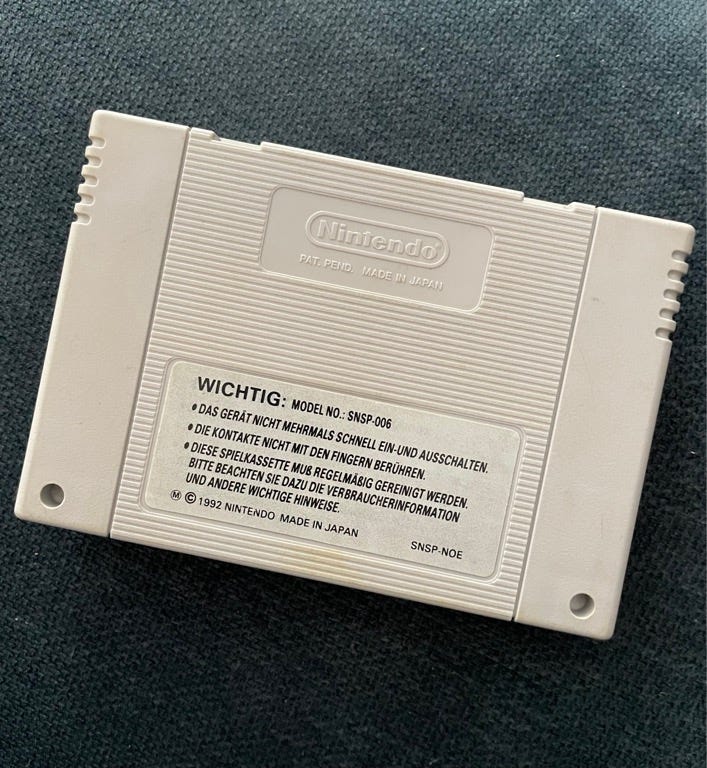 Nintendo®
PAT. PEND. MADE IN JAPAN
WICHTIG: MODEL NO.: SNSP-006
• DAS GERÄT NICHT MEHRMALS SCHNELL EIN-UND AUSSCHALTEN.
• DIE KONTAKTE NICHT MIT DEN FINGERN BERÜHREN.
• DIESE SPIELKASSETTE MUß REGELMÄßIG GEREINIGT WERDEN.
BITTE BEACHTEN SIE DAZU DIE VERBRAUCHERINFORMATION
UND ANDERE WICHTIGE HINWEISE.
Ⓜ © 1992 NINTENDO MADE IN JAPAN
SNSP-NOE